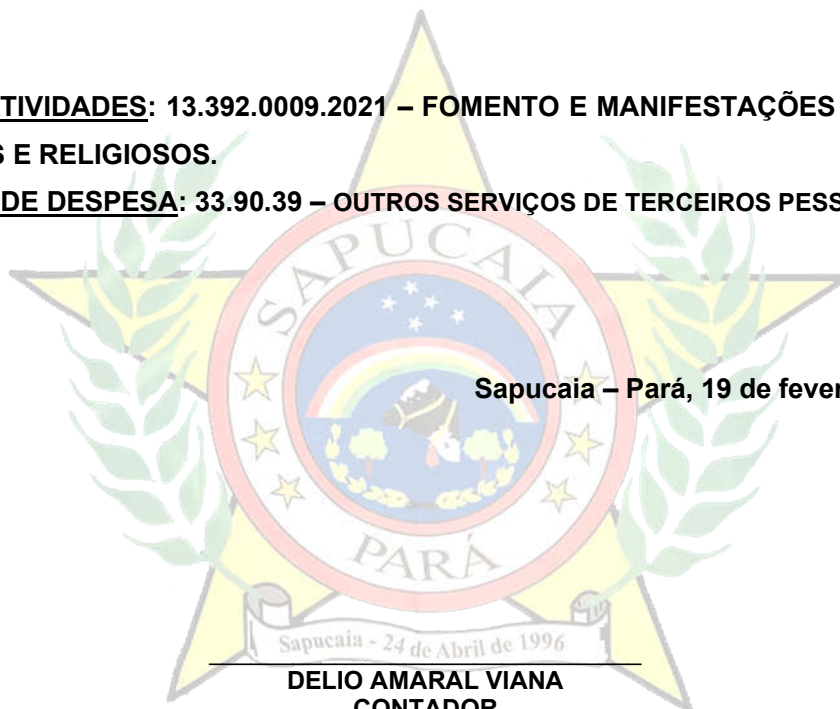 TIVIDADES: 13.392.0009.2021 – FOMENTO E MANIFESTAÇÕES
S E RELIGIOSOS.
DE DESPESA: 33.90.39 – OUTROS SERVIÇOS DE TERCEIROS PESS
SAPUCAIA
Sapucaia – Pará, 19 de fever
PARÁ
Sapucaia - 24 de Abril de 1996
DELIO AMARAL VIANA
CONTADOR